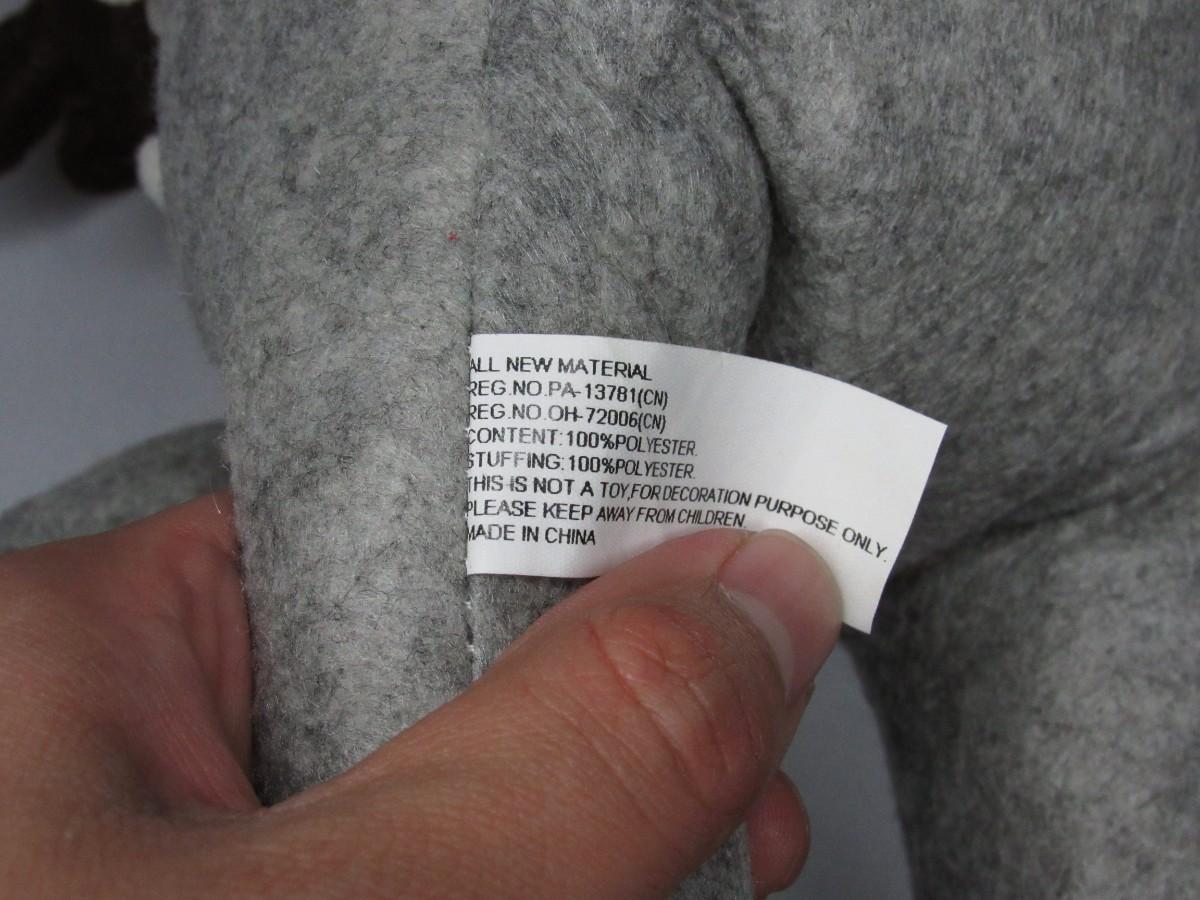 ALL NEW MATERIAL
REG.NO.PA-13781(CN)
REG.NO.OH-72006(CN)
CONTENT:100%POLYESTER.
STUFFING:100%POLYESTER.
THIS IS NOT A TOY,FOR DECORATION PURPOSE ONLY.
PLEASE KEEP AWAY FROM CHILDREN.
MADE IN CHINA